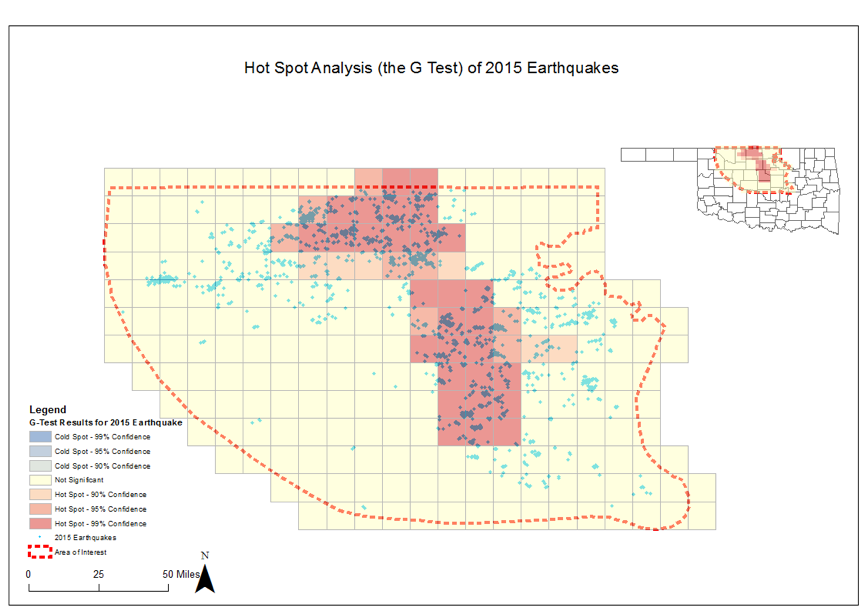 Hot Spot Analysis (the G Test) of 2015 Earthquakes
Legend
G-Test Results for 2015 Earthquake
Cold Spot - 99% Confidence
Cold Spot - 95% Confidence
Cold Spot - 90% Confidence
Not Significant
Hot Spot - 90% Confidence
Hot Spot - 95% Confidence
Hot Spot - 99% Confidence
2015 Earthquakes
Area of Interest
N
0 25 50 Miles